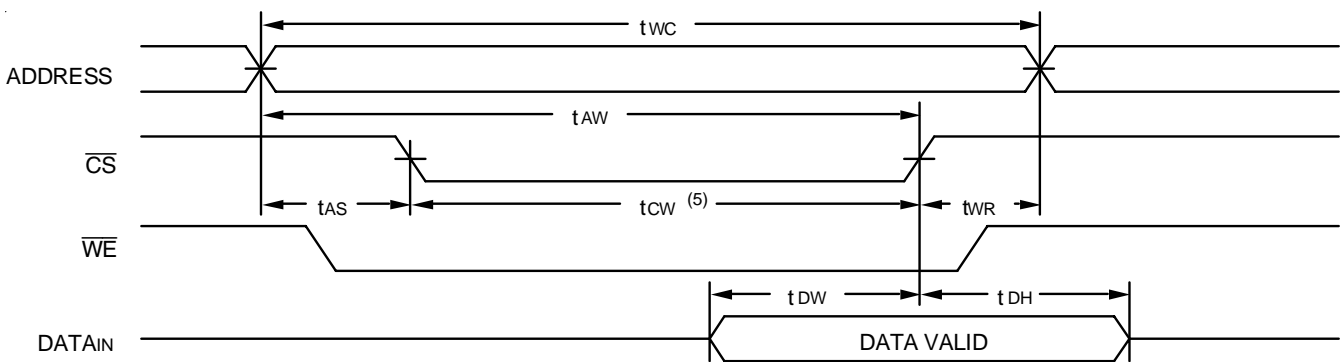 tWC
ADDRESS
tAW
CS
tAS
tCW (5)
tWR
WE
tDW
tDH
DATAIN
DATA VALID